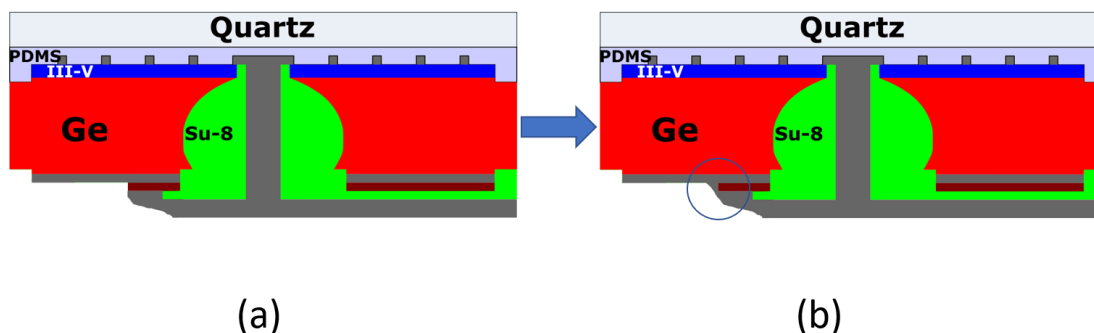 Quartz
PDMS
III-V
Ge
Su-8
(a)
Quartz
PDMS
III-V
Ge
Su-8
(b)